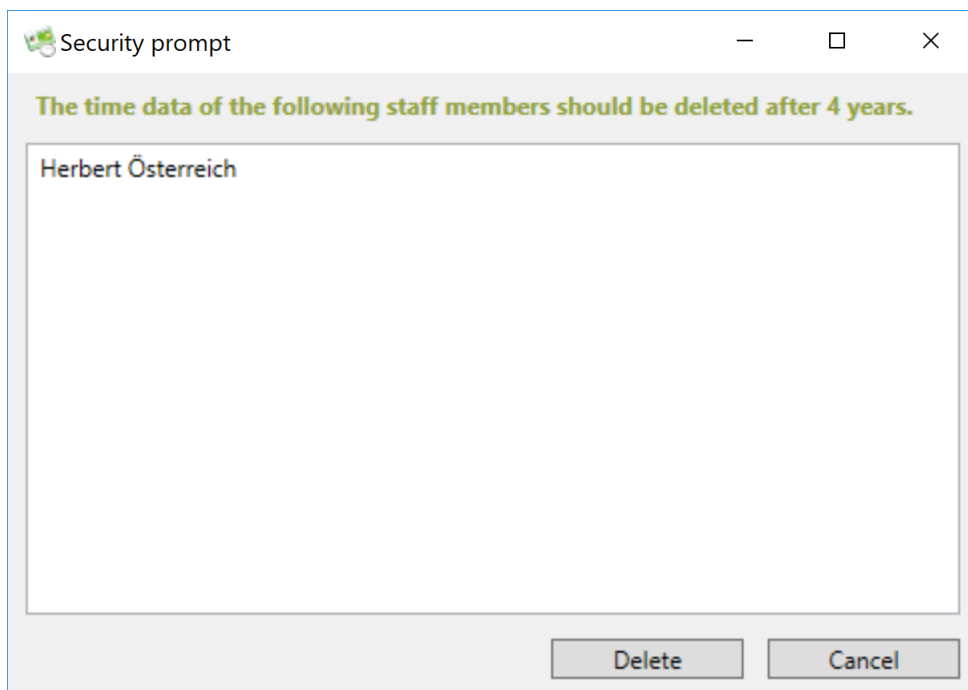 Security prompt
The time data of the following staff members should be deleted after 4 years.
Herbert Österreich
Delete Cancel